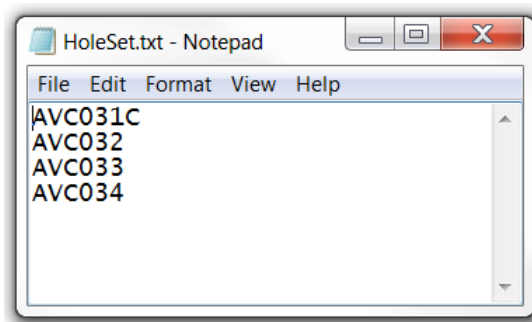 HoleSet.txt - Notepad
File Edit Format View Help
AVC031C
AVC032
AVC033
AVC034